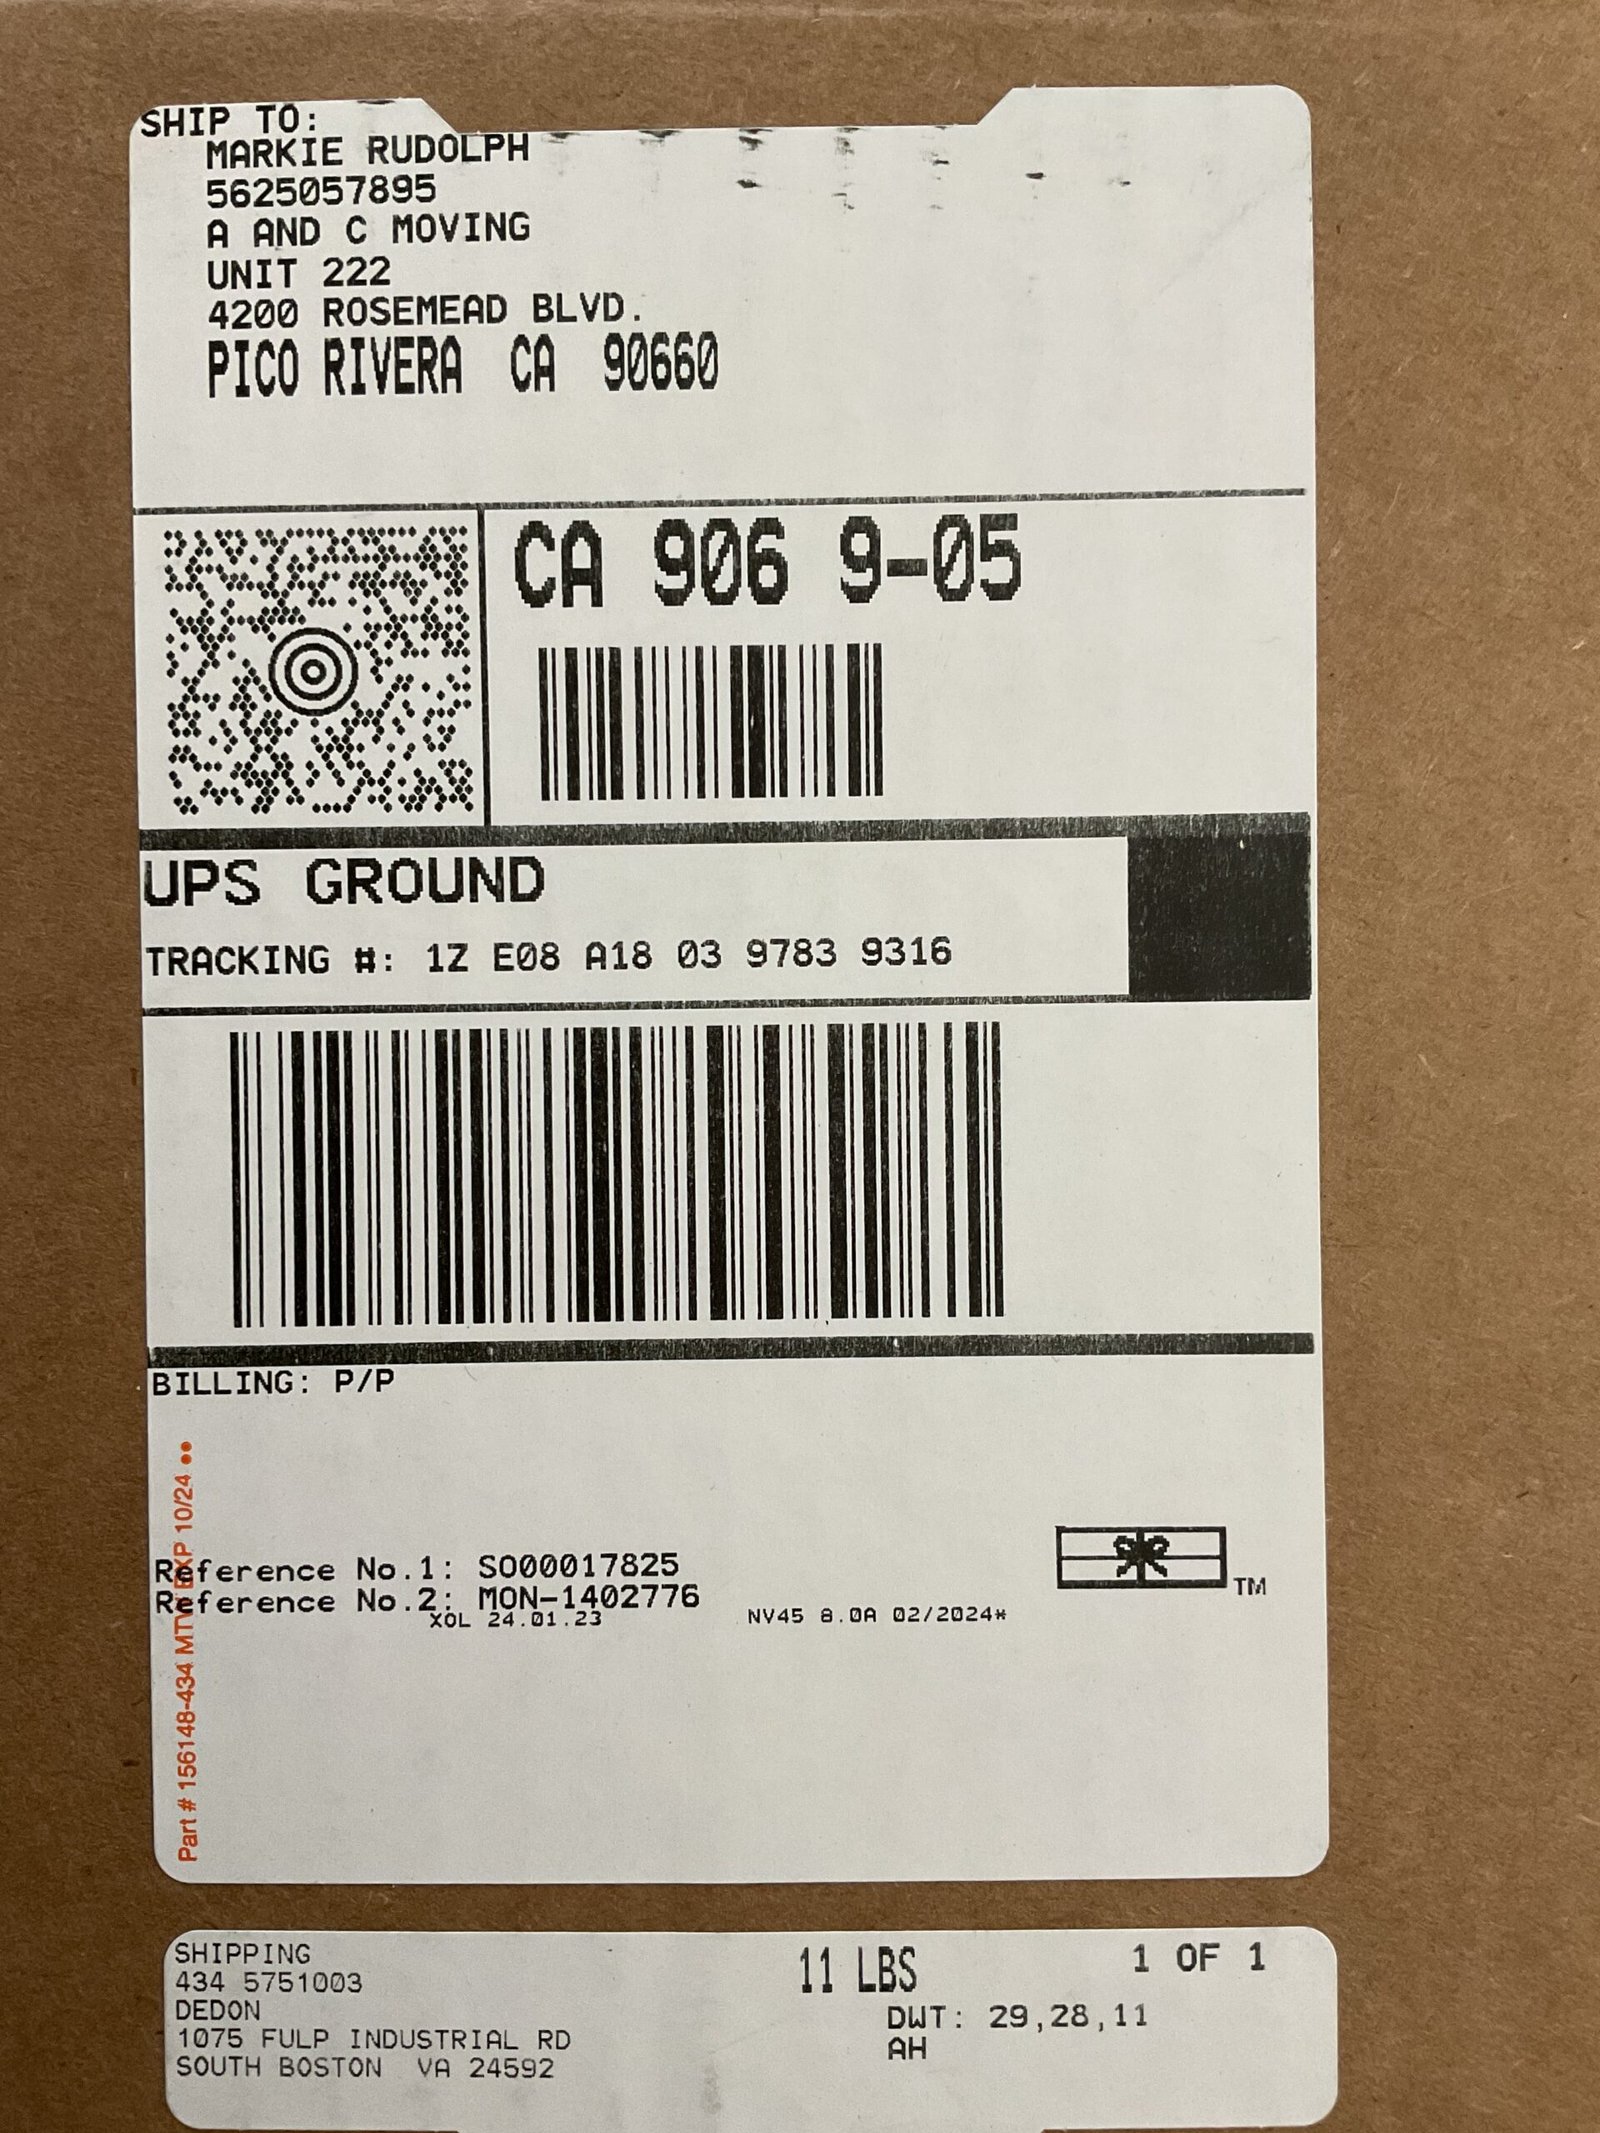 SHIP TO:
MARKIE RUDOLPH
5625057895
A AND C MOVING
UNIT 222
4200 ROSEMEAD BLVD.
PICO RIVERA CA 90660
CA 906 9-05
UPS GROUND
TRACKING #: 1Z E08 A18 03 9783 9316
BILLING: P/P
Part # 156148-434 MTW EXP 10/24
Reference No.1: SO00017825
Reference No.2: MON-1402776
XOL 24.01.23 NV45 8.0A 02/2024*
TM
SHIPPING
434 5751003
DEDON
1075 FULP INDUSTRIAL RD
SOUTH BOSTON VA 24592
11 LBS
1 OF 1
DWT: 29,28,11
AH